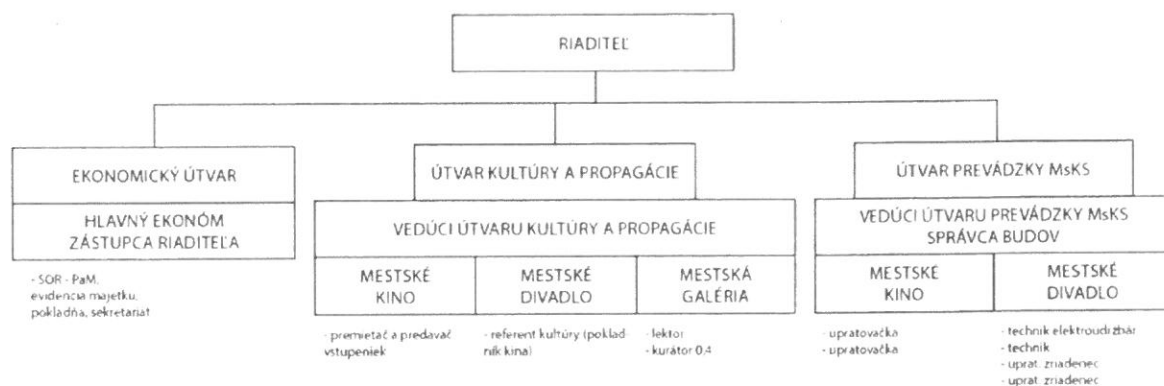 RIADITEĽ
EKONOMICKÝ ÚTVAR
HLAVNÝ EKONÓM
ZÁSTUPCA RIADITEĽA
- SOR - PaM,
evidencia majetku,
pokladňa, sekretariat
ÚTVAR KULTÚRY A PROPAGÁCIE
VEDÚCI ÚTVARU KULTÚRY A PROPAGÁCIE
MESTSKÉ
KINO
- premietač a predavač
vstupeniek
MESTSKÉ
DIVADLO
- referent kultúry (poklad
ník kina)
MESTSKÁ
GALÉRIA
- lektor
- kurátor 0,4
ÚTVAR PREVÁDZKY MsKS
VEDÚCI ÚTVARU PREVÁDZKY MsKS
SPRÁVCA BUDOV
MESTSKÉ
KINO
- upratovačka
- upratovačka
MESTSKÉ
DIVADLO
- technik elektroudržbár
- technik
- uprat. zriadenec
- uprat. zriadenec